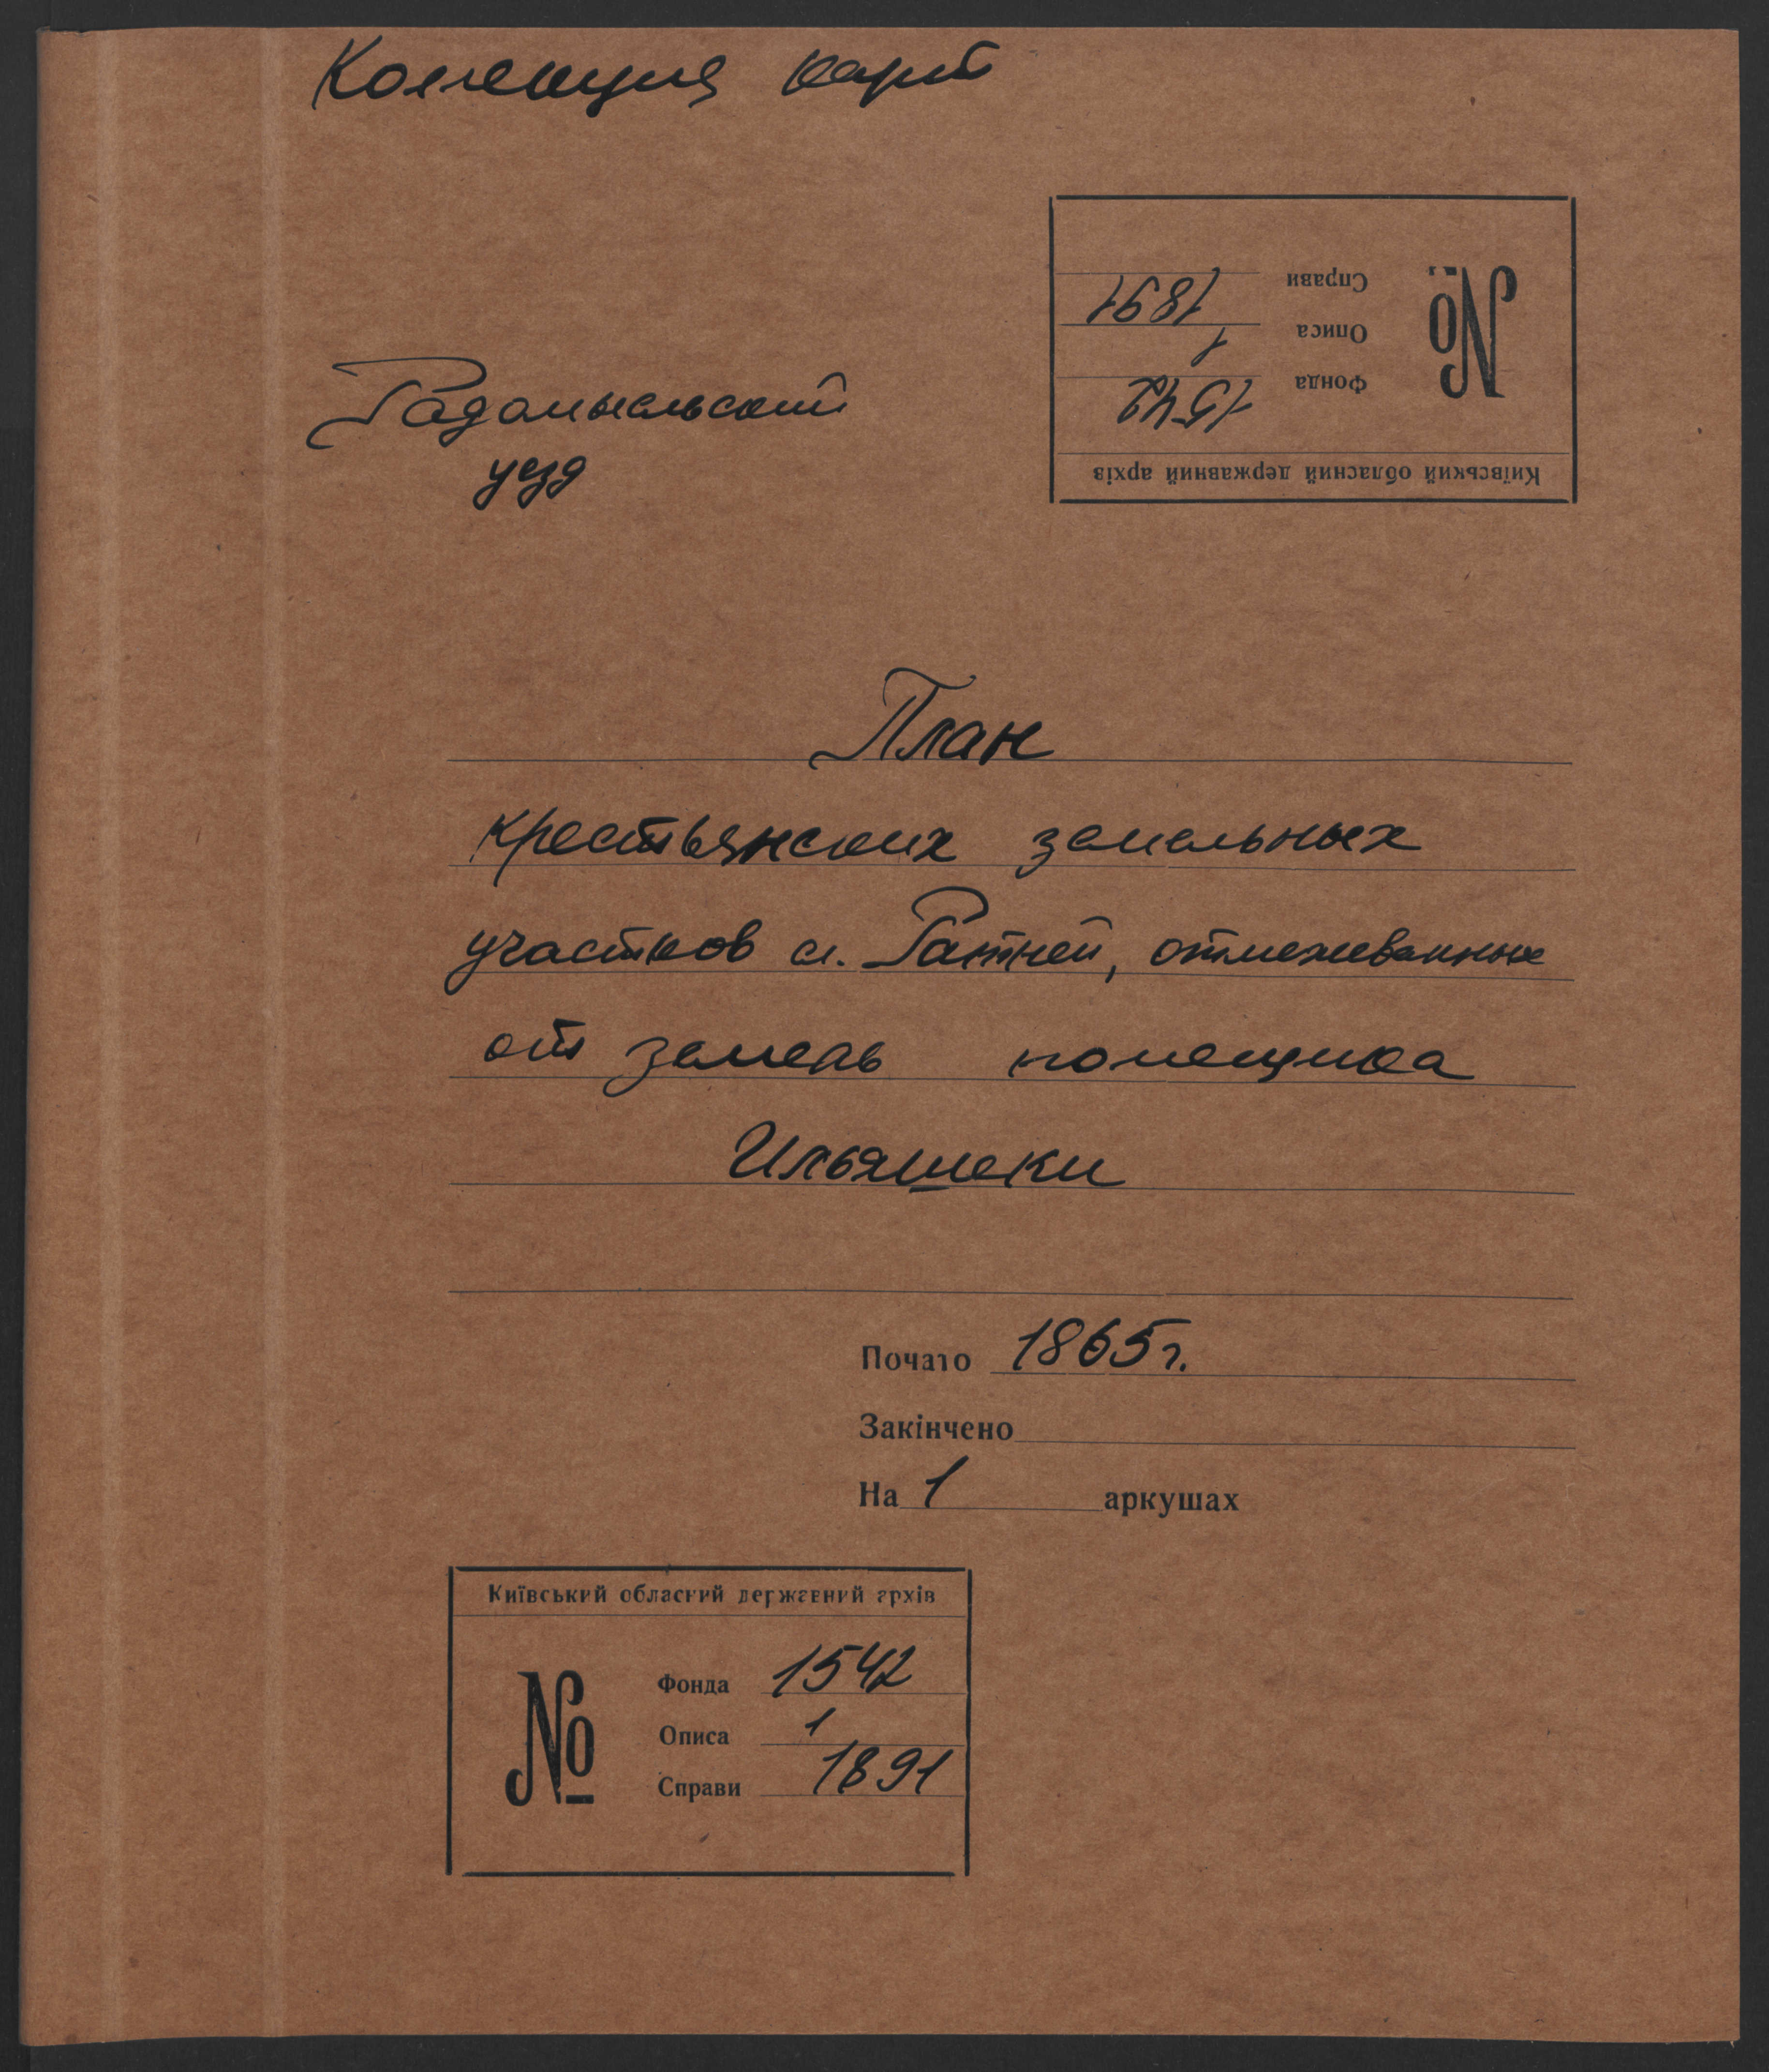 Коллекция карт
Справи 1891
Описа 1
Фонда 1542
№
Київський обласний державний архів
Радомысльский
уезд
План
крестьянских земельных
участков сл. Ратней, отмежеванных
от земель помещика
Ильяшеки
Почато 1865 г.
Закінчено
На 1 аркушах
Київський обласний державний архів
№
Фонда 1542
Описа 1
Справи 1891